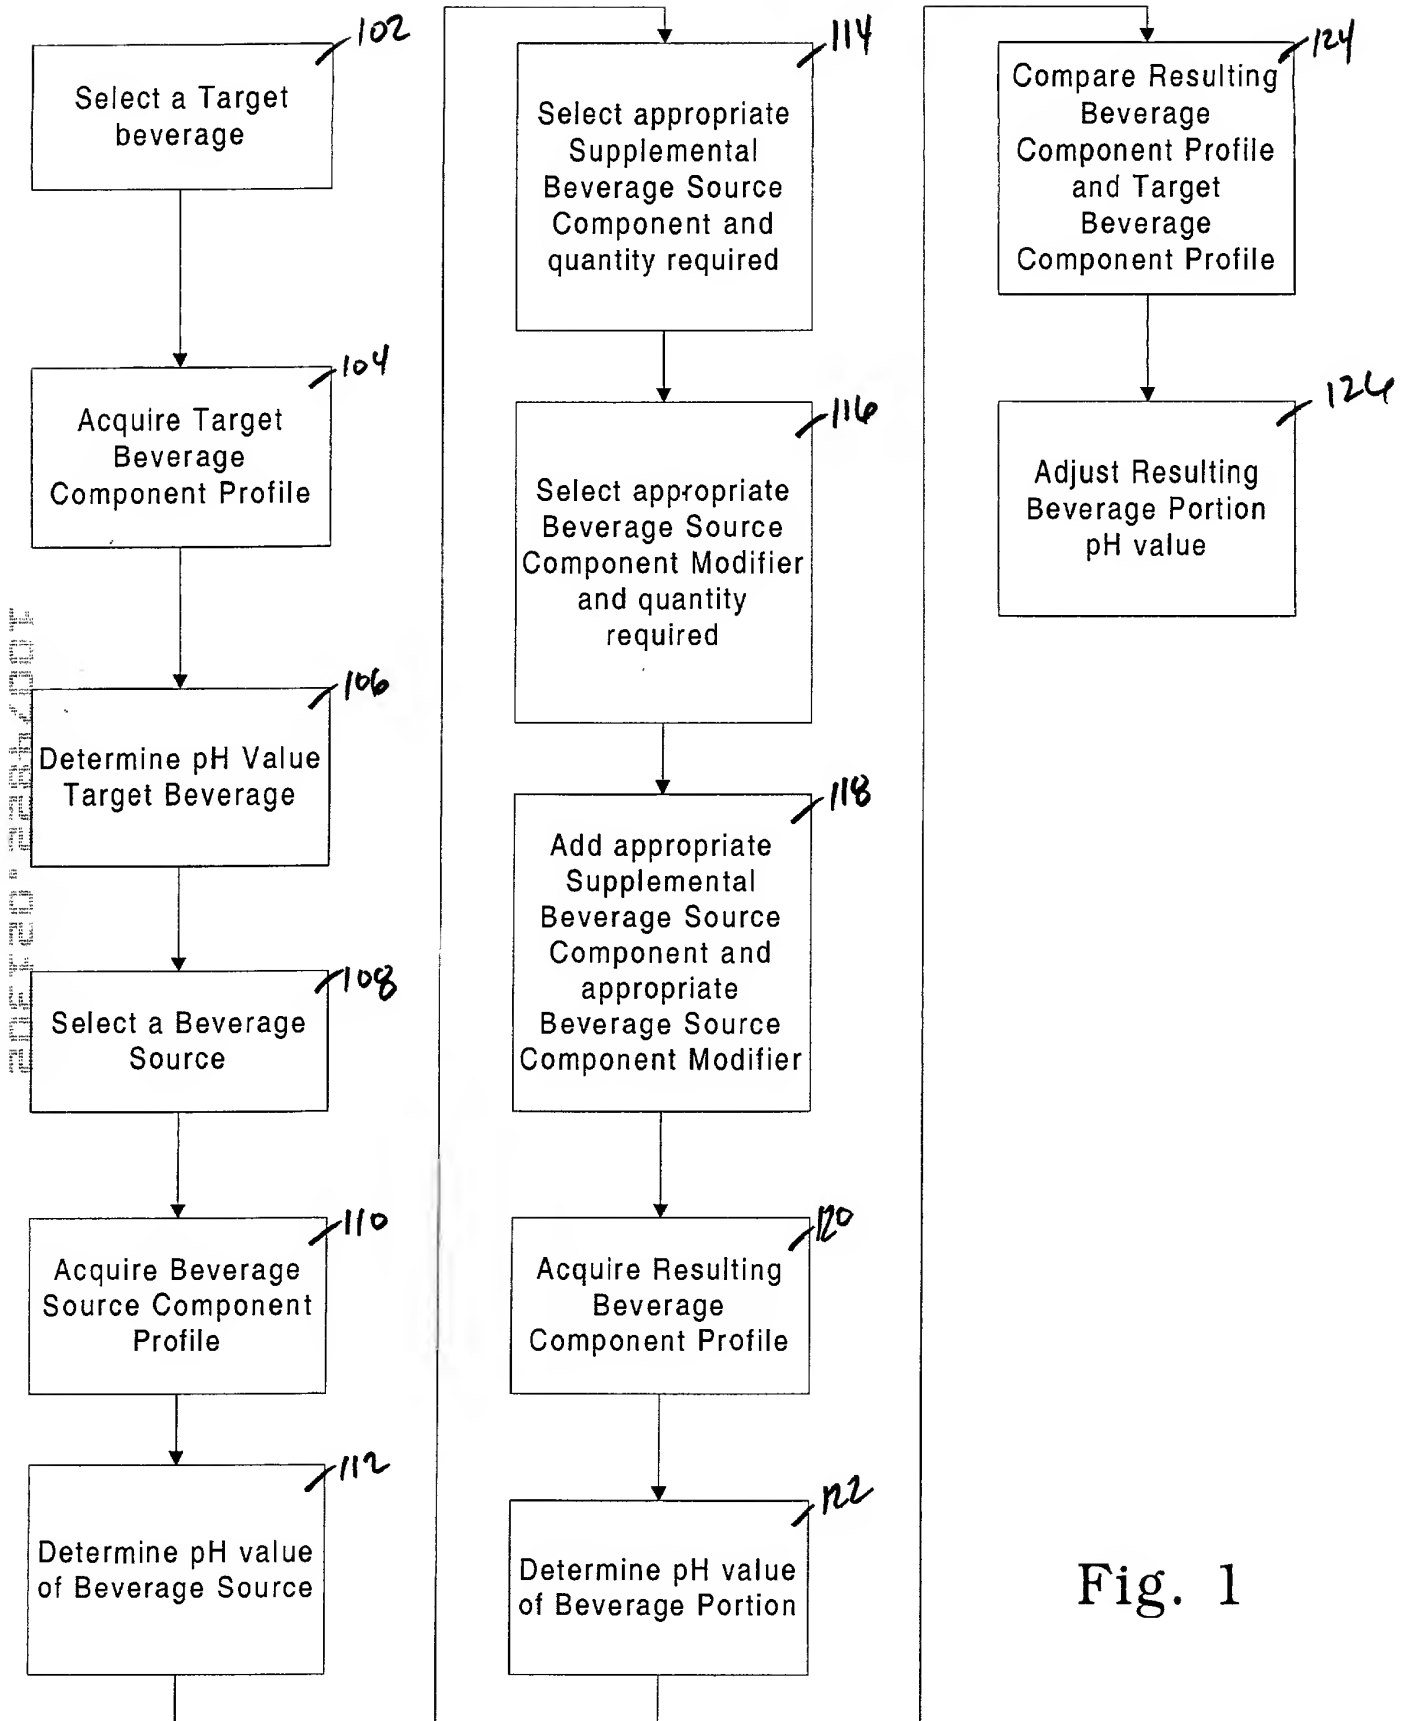 102
Select a Target
beverage
104
Acquire Target
Beverage
Component Profile
106
Determine pH Value
Target Beverage
108
Select a Beverage
Source
110
Acquire Beverage
Source Component
Profile
112
Determine pH value
of Beverage Source
114
Select appropriate
Supplemental
Beverage Source
Component and
quantity required
116
Select appropriate
Beverage Source
Component Modifier
and quantity
required
118
Add appropriate
Supplemental
Beverage Source
Component and
appropriate
Beverage Source
Component Modifier
120
Acquire Resulting
Beverage
Component Profile
122
Determine pH value
of Beverage Portion
124
Compare Resulting
Beverage
Component Profile
and Target
Beverage
Component Profile
126
Adjust Resulting
Beverage Portion
pH value
Fig. 1